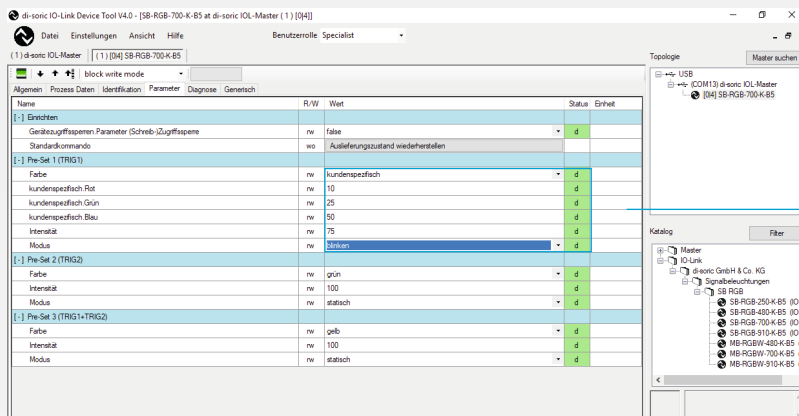 di-soric IO-Link Device Tool V4.0 - [SB-RGB-700-K-B5 at di-soric IOL-Master ( 1 ) [0|4]]
Datei Einstellungen Ansicht Hilfe Benutzerrolle Specialist
( 1 ) di-soric IOL-Master ( 1 ) [0|4] SB-RGB-700-K-B5
block write mode
Allgemein Prozess Daten Identifikation Parameter Diagnose Generisch
Name R/W Wert Status Einheit
[ - ] Einrichten
Gerätezugriffssperren.Parameter (Schreib-)Zugriffssperre rw false d
Standardkommando wo Auslieferungszustand wiederherstellen
[ - ] Pre-Set 1 (TRIG1)
Farbe rw kundenspezifisch d
kundenspezifisch.Rot rw 10 d
kundenspezifisch.Grün rw 25 d
kundenspezifisch.Blau rw 50 d
Intensität rw 75 d
Modus rw blinken d
[ - ] Pre-Set 2 (TRIG2)
Farbe rw grün d
Intensität rw 100 d
Modus rw statisch d
[ - ] Pre-Set 3 (TRIG1+TRIG2)
Farbe rw gelb d
Intensität rw 100 d
Modus rw statisch d
Topologie Master suchen
USB
(COM13) di-soric IOL-Master
[0|4] SB-RGB-700-K-B5
Katalog Filter
Master
IO-Link
di-soric GmbH & Co. KG
Signalbeleuchtungen
SB RGB
SB-RGB-250-K-B5 (IO
SB-RGB-480-K-B5 (IO
SB-RGB-700-K-B5 (IO
SB-RGB-910-K-B5 (IO
MB-RGBW-480-K-B5
MB-RGBW-700-K-B5
MB-RGBW-910-K-B5